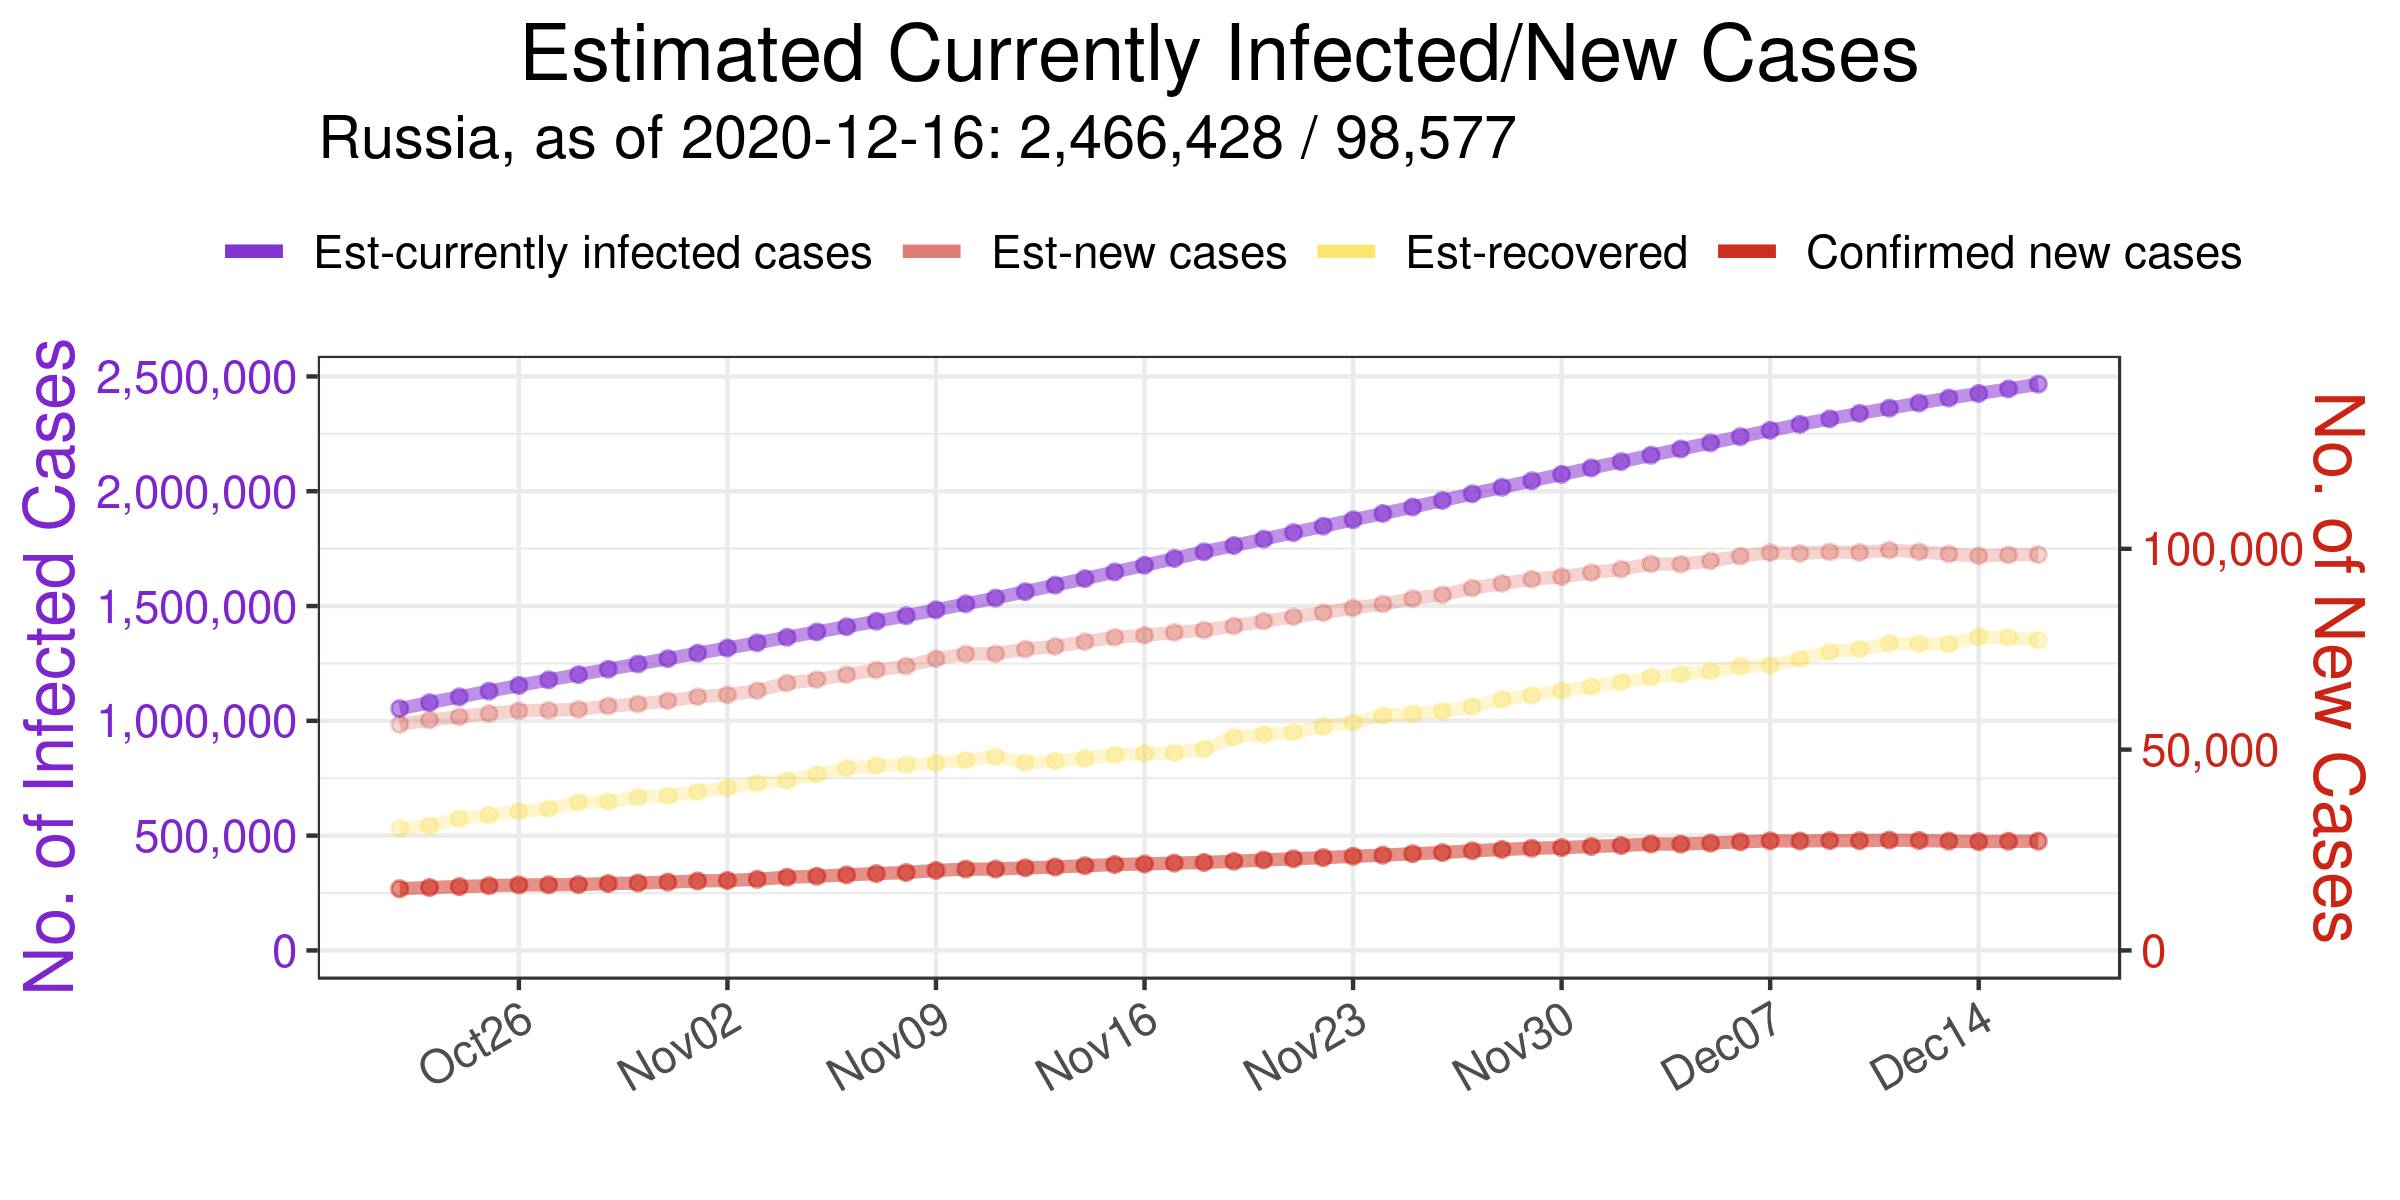 Estimated Currently Infected/New Cases
Russia, as of 2020-12-16: 2,466,428 / 98,577
Est-currently infected cases Est-new cases Est-recovered Confirmed new cases
No. of Infected Cases
2,500,000
2,000,000
1,500,000
1,000,000
500,000
0
100,000
50,000
0
No. of New Cases
Oct26 Nov02 Nov09 Nov16 Nov23 Nov30 Dec07 Dec14